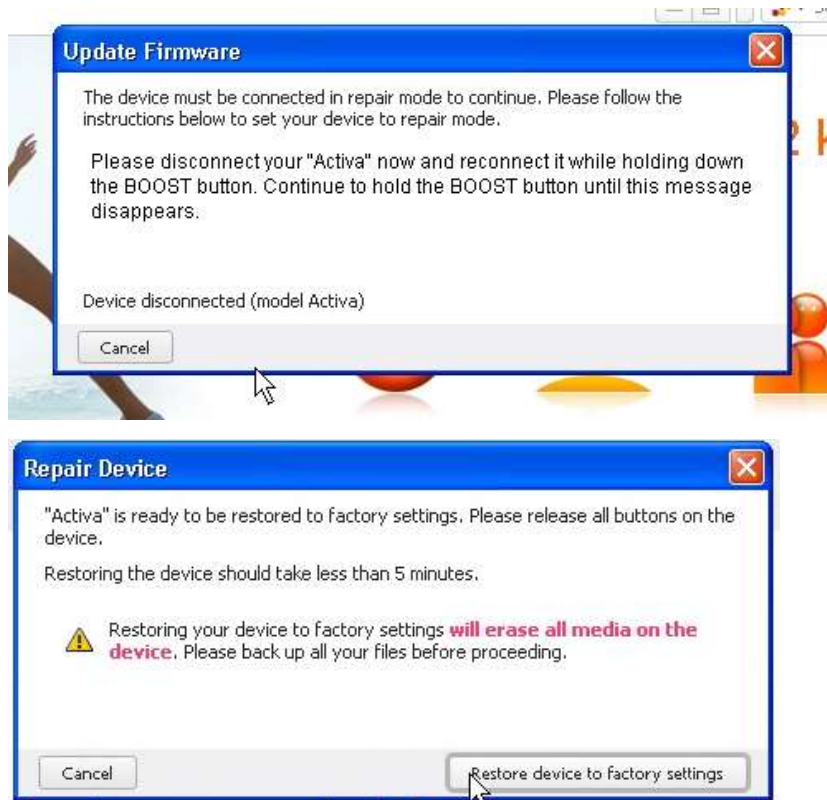 Update Firmware
The device must be connected in repair mode to continue. Please follow the
instructions below to set your device to repair mode.
Please disconnect your "Activa" now and reconnect it while holding down
the BOOST button. Continue to hold the BOOST button until this message
disappears.
Device disconnected (model Activa)
Cancel
Repair Device
"Activa" is ready to be restored to factory settings. Please release all buttons on the
device.
Restoring the device should take less than 5 minutes.
Restoring your device to factory settings will erase all media on the
device. Please back up all your files before proceeding.
Cancel
Restore device to factory settings